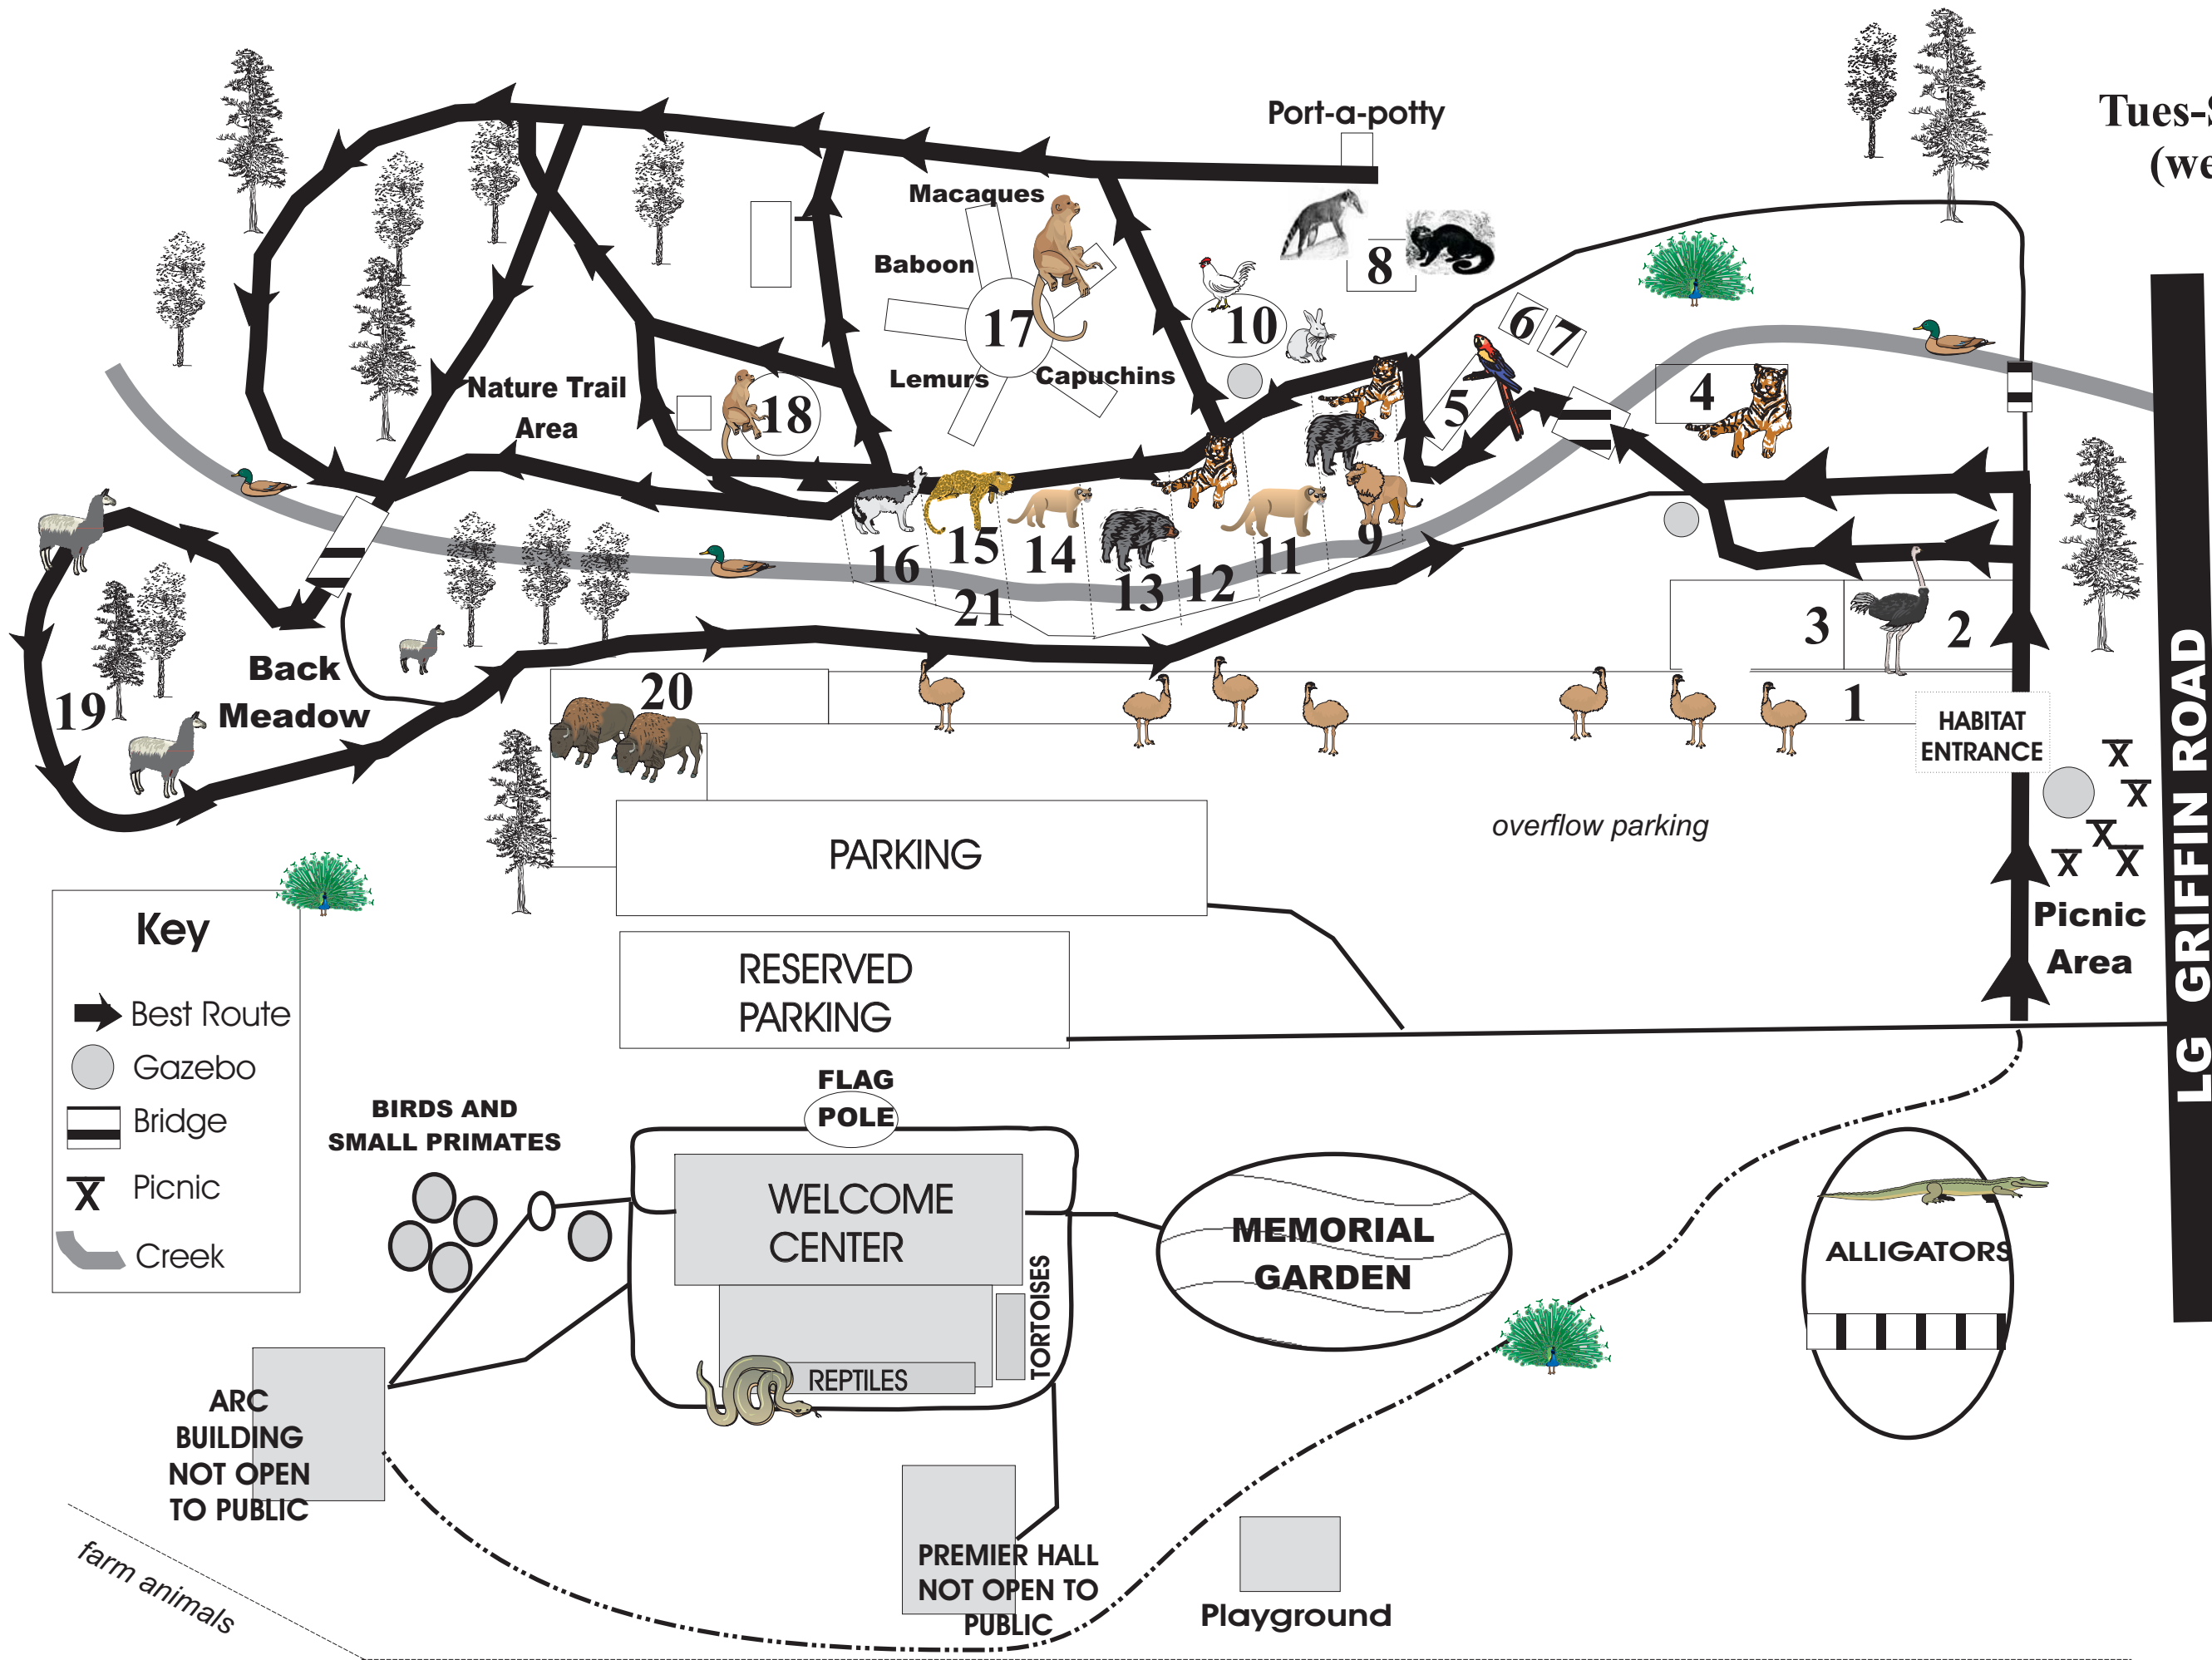 Port-a-potty
Tues-S
(we
Macaques
Baboon
17
Lemurs
Capuchins
10
8
6
7
5
4
Nature Trail
Area
18
16
15
14
13
12
11
9
21
3
2
1
Back
Meadow
19
20
HABITAT
ENTRANCE
overflow parking
PARKING
Picnic
Area
LG GRIFFIN ROAD
Key
Best Route
Gazebo
Bridge
Picnic
Creek
RESERVED
PARKING
FLAG
POLE
BIRDS AND
SMALL PRIMATES
WELCOME
CENTER
TORTOISES
REPTILES
MEMORIAL
GARDEN
ALLIGATORS
ARC
BUILDING
NOT OPEN
TO PUBLIC
farm animals
PREMIER HALL
NOT OPEN TO
PUBLIC
Playground